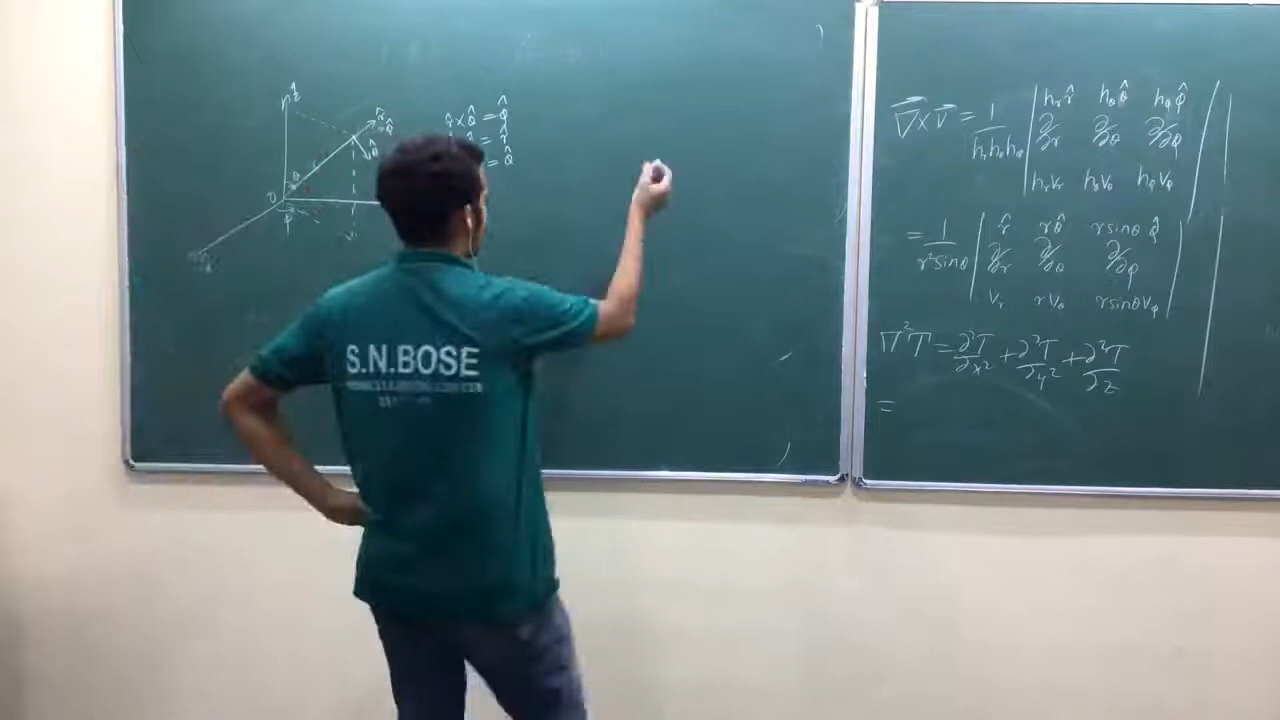 z
r̂
φ̂
θ̂
θ
O
φ
r̂ × θ̂ = φ̂
= r̂
= θ̂
S.N.BOSE
∇⃗ × v⃗ = 1/(h_r h_θ h_φ) | h_r r̂ h_θ θ̂ h_φ φ̂ |
∂/∂r ∂/∂θ ∂/∂φ
h_r v_r h_θ v_θ h_φ v_φ
= 1/(r² sinθ) | r̂ rθ̂ r sinθ φ̂ |
∂/∂r ∂/∂θ ∂/∂φ
v_r r v_θ r sinθ v_φ
∇²T = ∂²T/∂x² + ∂²T/∂y² + ∂²T/∂z
=